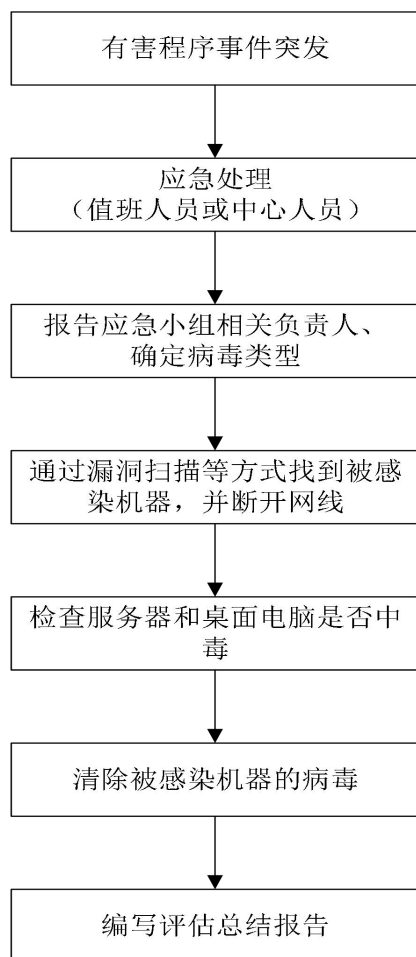 有害程序事件突发
应急处理
（值班人员或中心人员）
报告应急小组相关负责人、
确定病毒类型
通过漏洞扫描等方式找到被感
染机器，并断开网线
检查服务器和桌面电脑是否中
毒
清除被感染机器的病毒
编写评估总结报告